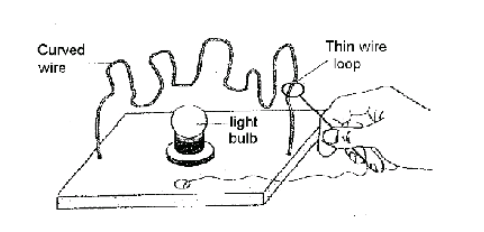 Curved
wire
Thin wire
loop
light
bulb